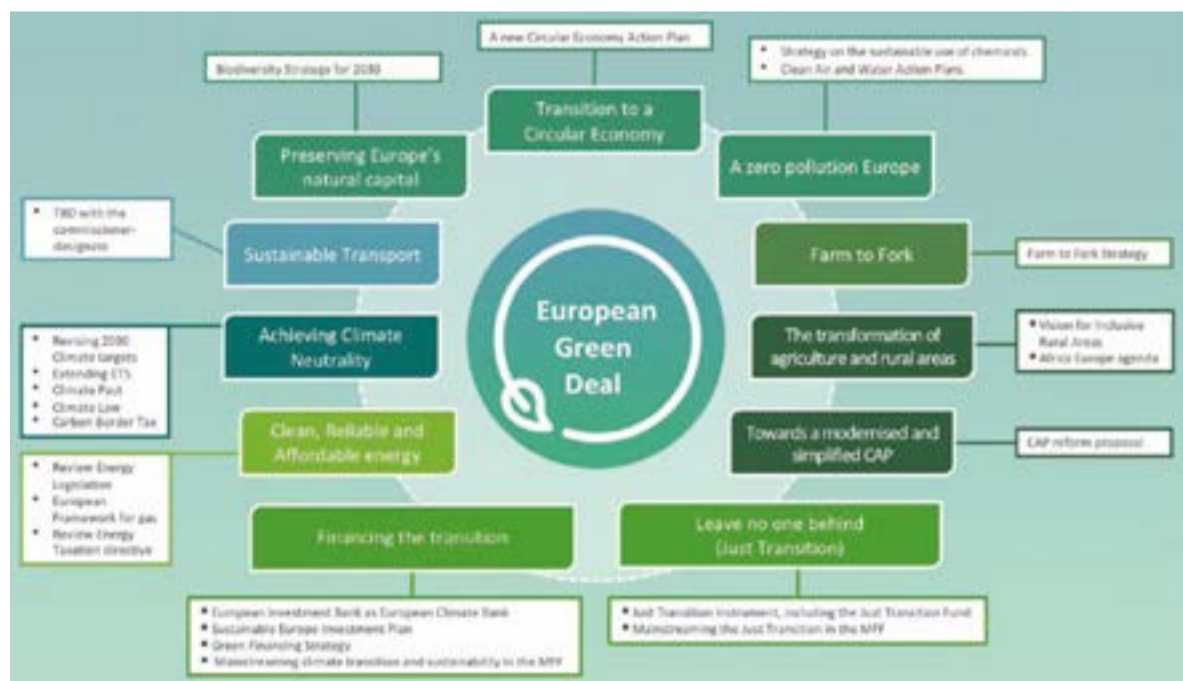 A new Circular Economy Action Plan
Biodiversity Strategy for 2030
• Strategy on the sustainable use of chemicals
• Clean Air and Water Action Plans
Transition to a
Circular Economy
Preserving Europe's
natural capital
A zero pollution Europe
• TBD with the
commissioner-
designate
Sustainable Transport
Farm to Fork
Farm to Fork Strategy
European
Green
Deal
Achieving Climate
Neutrality
• Revising 2030
Climate targets
• Extending ETS
• Climate Pact
• Climate Law
• Carbon Border Tax
The transformation of
agriculture and rural areas
• Vision for Inclusive
Rural Areas
• Africa Europe agenda
Clean, Reliable and
Affordable energy
• Review Energy
Legislation
• European
Framework for gas
• Review Energy
Taxation directive
Towards a modernised and
simplified CAP
CAP reform proposal
Financing the transition
Leave no one behind
(Just Transition)
• European Investment Bank as European Climate Bank
• Sustainable Europe Investment Plan
• Green Financing Strategy
• Mainstreaming climate transition and sustainability in the MFF
• Just Transition Instrument, including the Just Transition Fund
• Mainstreaming the Just Transition in the MFF